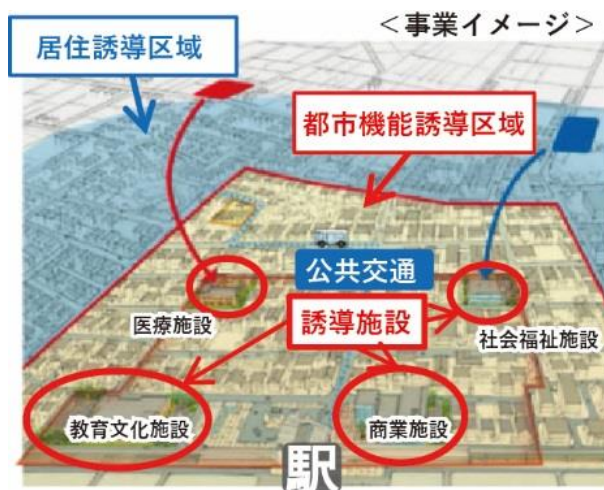 ＜事業イメージ＞
居住誘導区域
都市機能誘導区域
公共交通
医療施設
誘導施設
社会福祉施設
教育文化施設
商業施設
駅